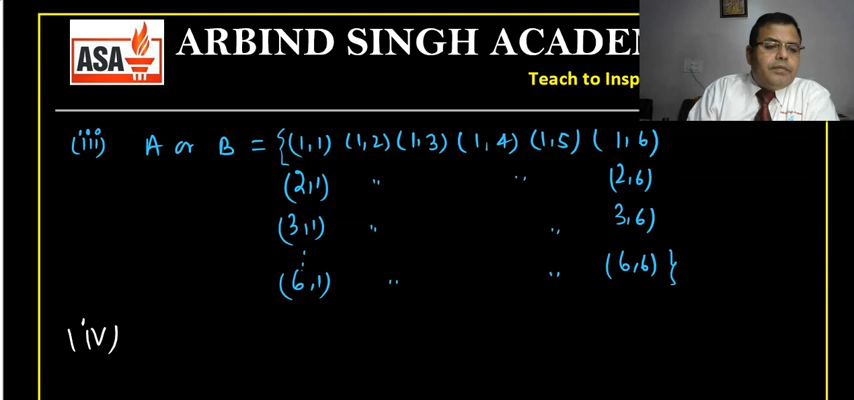 ASA
ARBIND SINGH ACADEM
Teach to Insp
(iii) A or B = {(1,1) (1,2) (1,3) (1,4) (1,5) (1,6)
(2,1) " " (2,6)
(3,1) " " 3,6)
⋮
(6,1) " " (6,6)}
(iv)